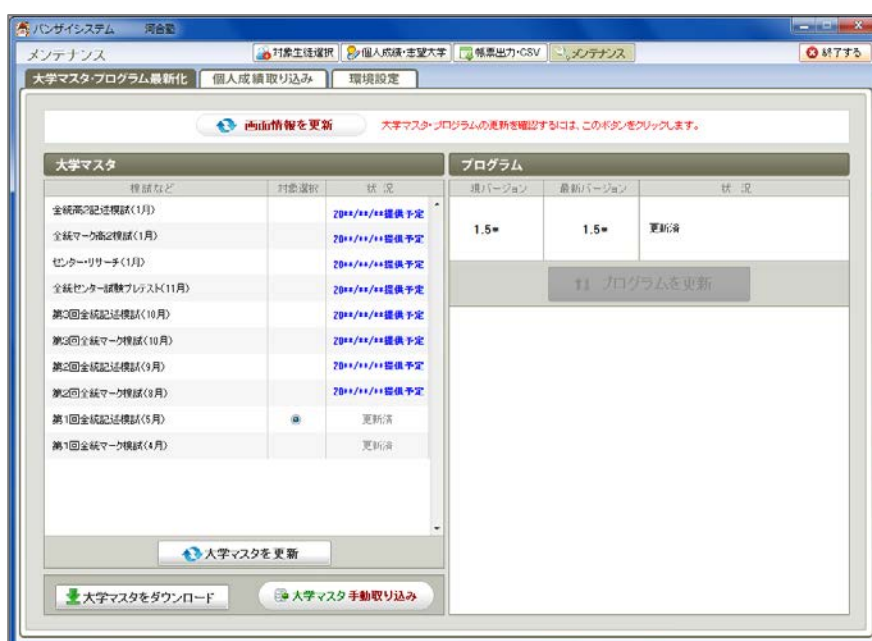 バンザイシステム 河合塾
メンテナンス 対象生徒選択 個人成績・志望大学 帳票出力・CSV メンテナンス 終了する
大学マスタ・プログラム最新化 個人成績取り込み 環境設定
画面情報を更新 大学マスタ・プログラムの更新を確認するには、このボタンをクリックします。
大学マスタ プログラム
模試など 対象選択 状 況 現バージョン 最新バージョン 状 況
全統高2記述模試(1月) 20**/**/**提供予定
全統マーク高2模試(1月) 20**/**/**提供予定
1.5* 1.5* 更新済
センター・リサーチ(1月) 20**/**/**提供予定
全統センター試験プレテスト(11月) 20**/**/**提供予定
プログラムを更新
第3回全統記述模試(10月) 20**/**/**提供予定
第3回全統マーク模試(10月) 20**/**/**提供予定
第2回全統記述模試(9月) 20**/**/**提供予定
第2回全統マーク模試(8月) 20**/**/**提供予定
第1回全統記述模試(5月) 更新済
第1回全統マーク模試(4月) 更新済
大学マスタを更新
大学マスタをダウンロード 大学マスタ手動取り込み